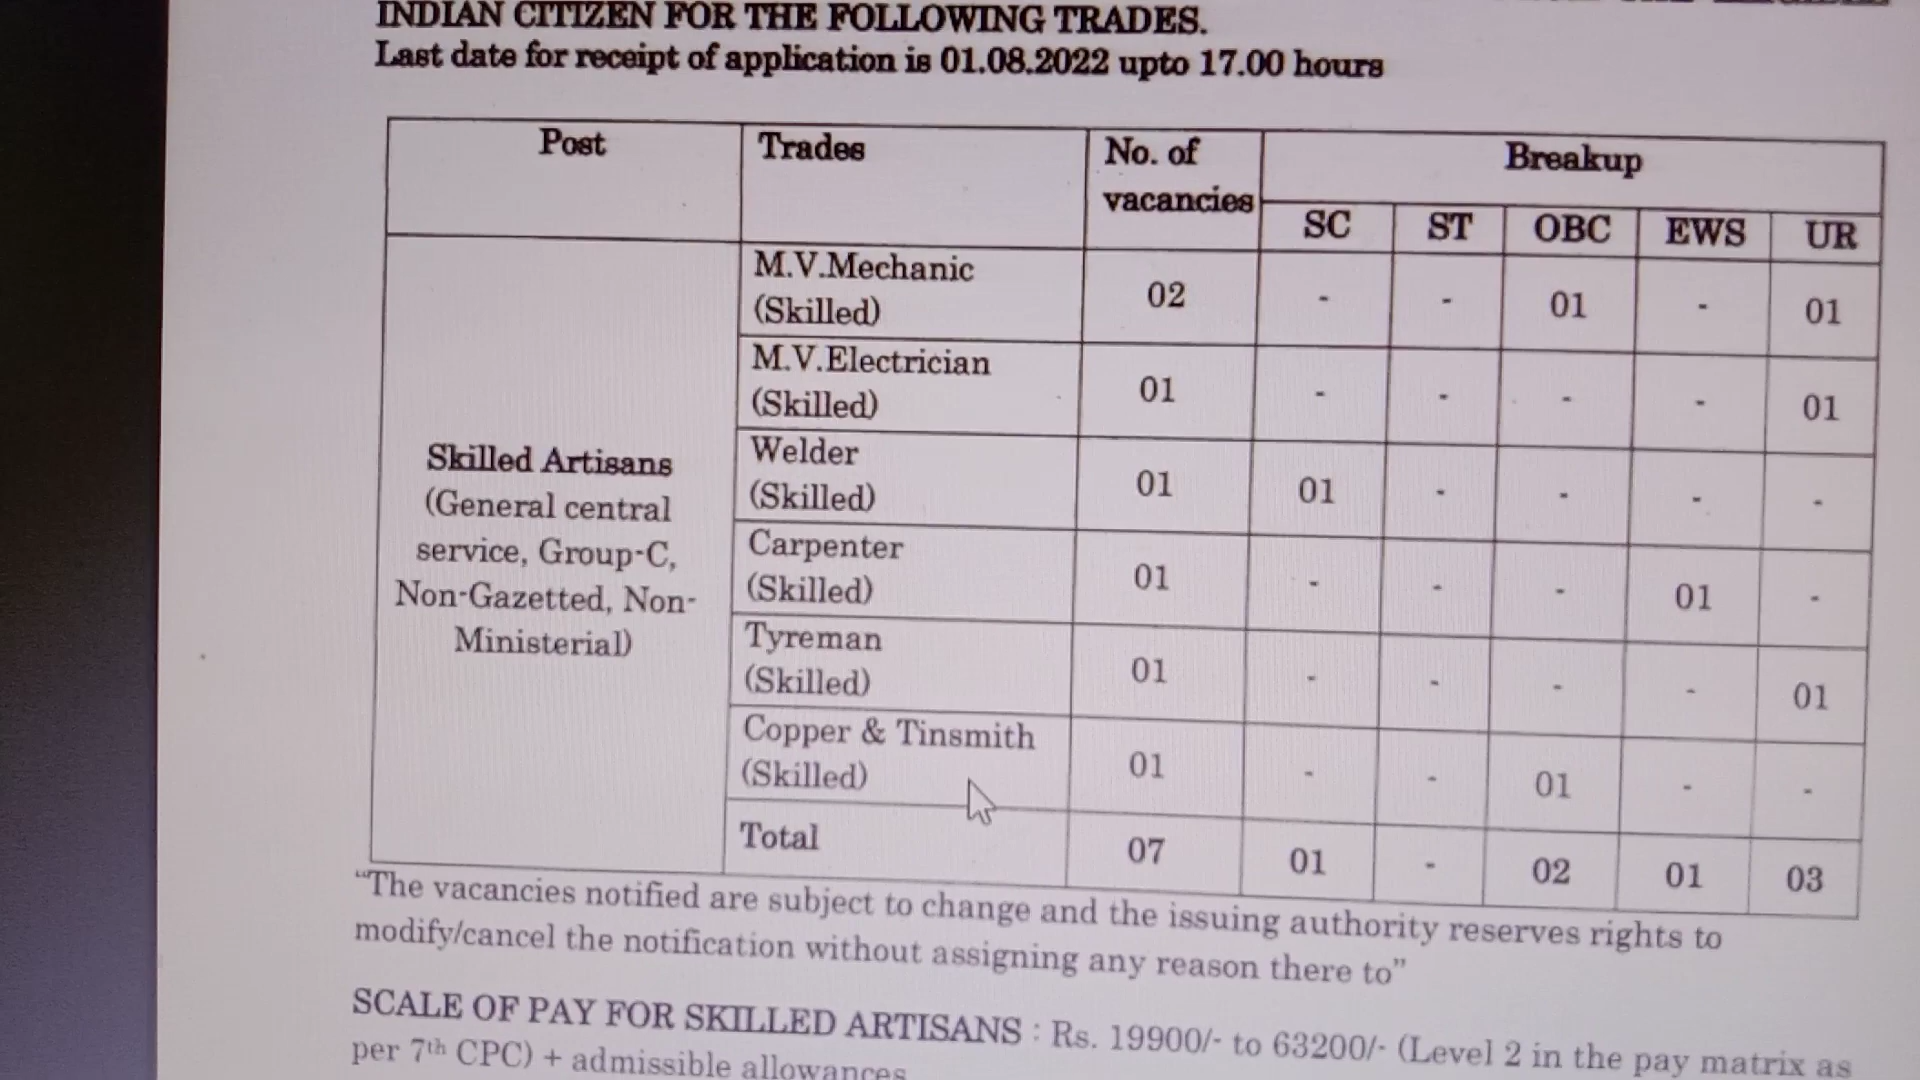 INDIAN CITIZEN FOR THE FOLLOWING TRADES.
Last date for receipt of application is 01.08.2022 upto 17.00 hours
Post Trades No. of vacancies Breakup
SC ST OBC EWS UR
Skilled Artisans
(General central
service, Group-C,
Non-Gazetted, Non-
Ministerial)
M.V.Mechanic
(Skilled) 02 - - 01 - 01
M.V.Electrician
(Skilled) 01 - - - - 01
Welder
(Skilled) 01 01 - - - -
Carpenter
(Skilled) 01 - - - 01 -
Tyreman
(Skilled) 01 - - - - 01
Copper & Tinsmith
(Skilled) 01 - - 01 - -
Total 07 01 - 02 01 03
"The vacancies notified are subject to change and the issuing authority reserves rights to
modify/cancel the notification without assigning any reason there to"
SCALE OF PAY FOR SKILLED ARTISANS : Rs. 19900/- to 63200/- (Level 2 in the pay matrix as
per 7th CPC) + admissible allowances